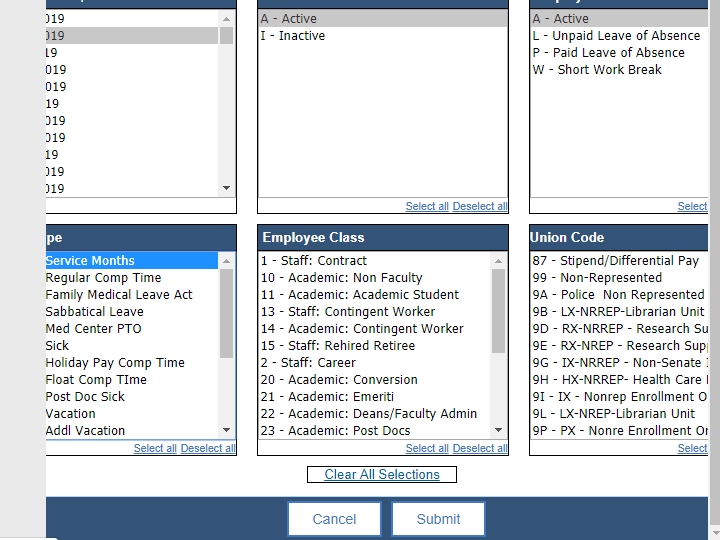 019
019
19
019
019
19
019
019
19
019
019
A - Active
I - Inactive
Select all Deselect all
A - Active
L - Unpaid Leave of Absence
P - Paid Leave of Absence
W - Short Work Break
Select
pe
Service Months
Regular Comp Time
Family Medical Leave Act
Sabbatical Leave
Med Center PTO
Sick
Holiday Pay Comp Time
Float Comp TIme
Post Doc Sick
Vacation
Addl Vacation
Select all Deselect all
Employee Class
1 - Staff: Contract
10 - Academic: Non Faculty
11 - Academic: Academic Student
13 - Staff: Contingent Worker
14 - Academic: Contingent Worker
15 - Staff: Rehired Retiree
2 - Staff: Career
20 - Academic: Conversion
21 - Academic: Emeriti
22 - Academic: Deans/Faculty Admin
23 - Academic: Post Docs
Select all Deselect all
Union Code
87 - Stipend/Differential Pay
99 - Non-Represented
9A - Police  Non Represented
9B - LX-NRREP-Librarian Unit
9D - RX-NRREP - Research Su
9E - RX-NREP - Research Sup
9G - IX-NRREP - Non-Senate
9H - HX-NRREP- Health Care
9I - IX - Nonrep Enrollment O
9L - LX-NREP-Librarian Unit
9P - PX - Nonre Enrollment Or
Select
Clear All Selections
Cancel
Submit